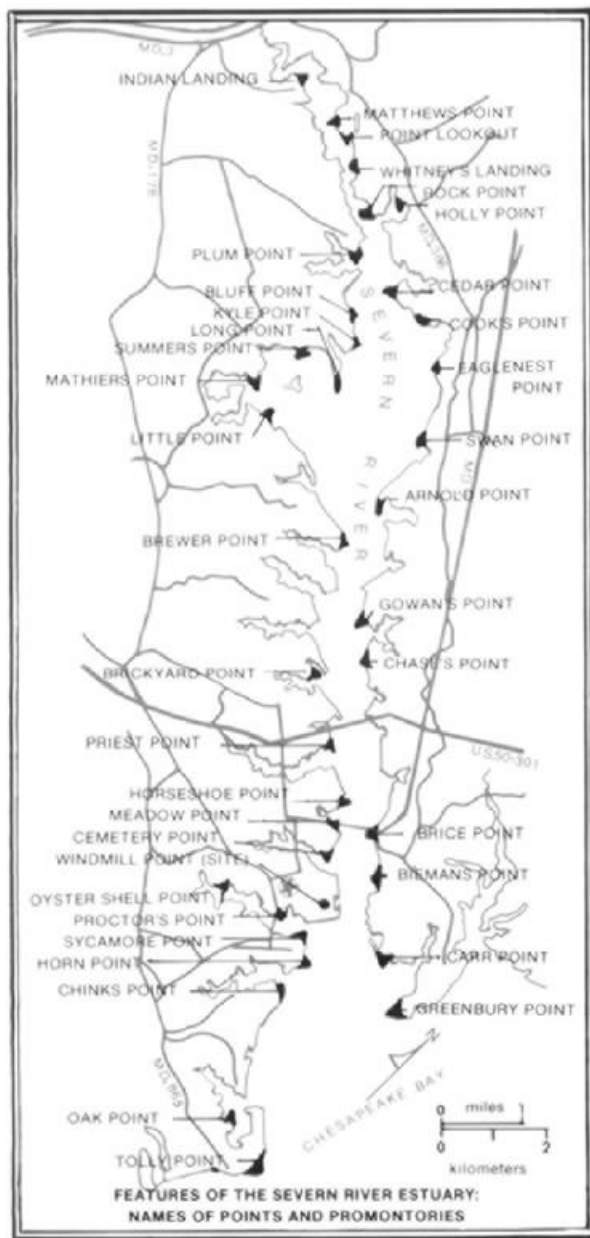 MD.3
INDIAN LANDING
MATTHEWS POINT
POINT LOOKOUT
MD.178
WHITNEY'S LANDING
ROCK POINT
HOLLY POINT
PLUM POINT
CEDAR POINT
BLUFF POINT
KYLE POINT
LONG POINT
COOK'S POINT
SUMMERS POINT
SEVERN RIVER
EAGLENEST
POINT
MATHIERS POINT
LITTLE POINT
SWAN POINT
ARNOLD POINT
BREWER POINT
GOWAN'S POINT
CHASE'S POINT
BRICKYARD POINT
PRIEST POINT
U.S.50-301
HORSESHOE POINT
MEADOW POINT
BRICE POINT
CEMETERY POINT
WINDMILL POINT (SITE)
BIEMANS POINT
OYSTER SHELL POINT
PROCTOR'S POINT
SYCAMORE POINT
HORN POINT
CARR POINT
CHINKS POINT
GREENBURY POINT
N
CHESAPEAKE BAY
MD.665
OAK POINT
0 miles 1
0 1 2
kilometers
TOLLY POINT
FEATURES OF THE SEVERN RIVER ESTUARY:
NAMES OF POINTS AND PROMONTORIES